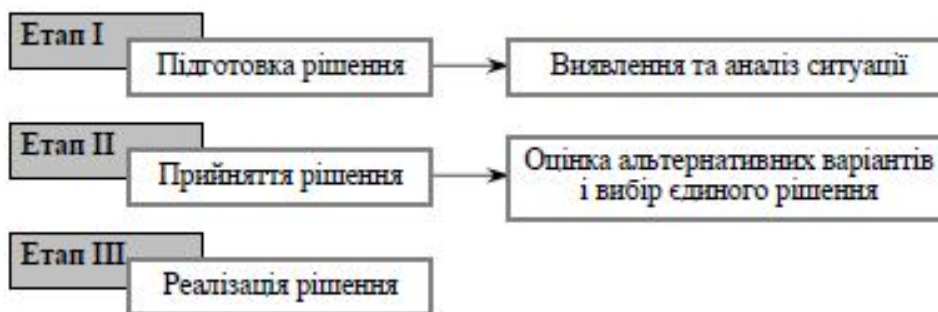 Етап I
Підготовка рішення
Виявлення та аналіз ситуації
Етап II
Прийняття рішення
Оцінка альтернативних варіантів
і вибір єдиного рішення
Етап III
Реалізація рішення